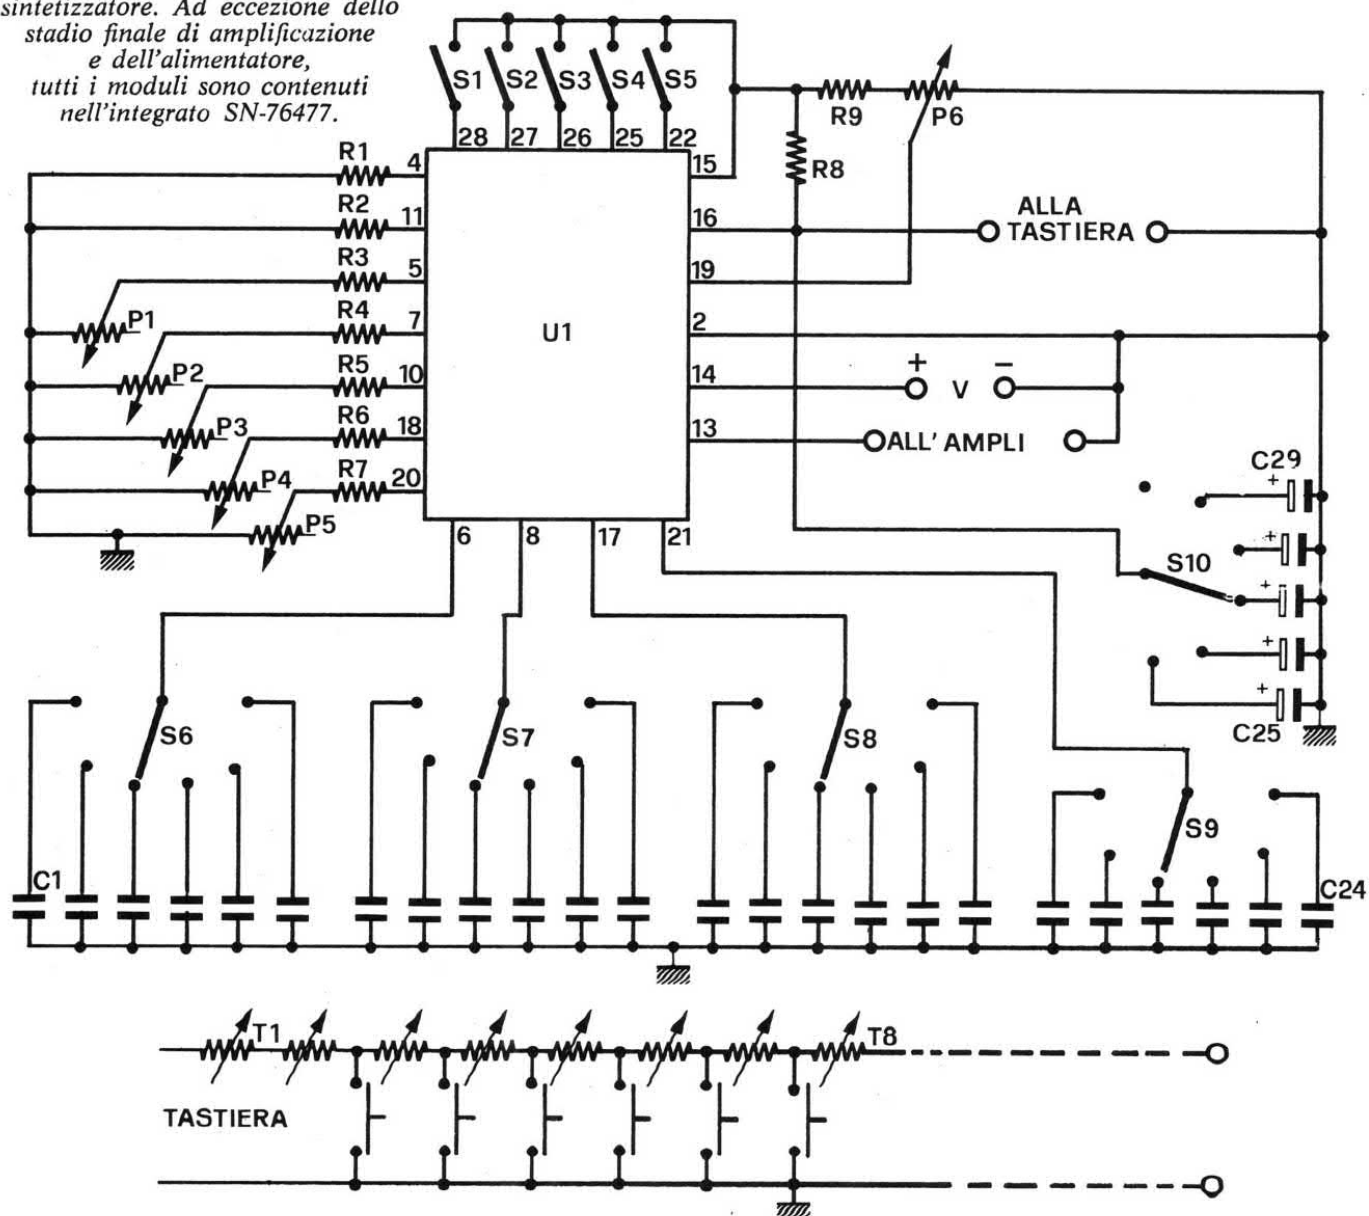 sintetizzatore. Ad eccezione dello
stadio finale di amplificazione
e dell'alimentatore,
tutti i moduli sono contenuti
nell'integrato SN-76477.
S1 S2 S3 S4 S5
28 27 26 25 22
R9 P6
R8
R1 4
R2 11
R3 5
R4 7
R5 10
R6 18
R7 20
P1
P2
P3
P4
P5
U1
15
16
19
2
14
13
ALLA
TASTIERA
+ V −
ALL' AMPLI
6 8 17 21
C29
+
+
S10
+
+
+
C25
S6 S7 S8 S9
C1 C24
T1 T8
TASTIERA